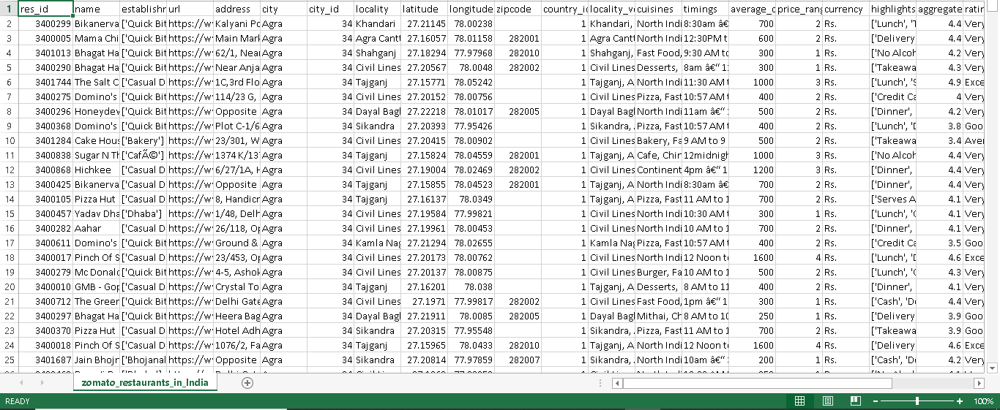 1 res_id name establishm url address city city_id locality latitude longitude zipcode country_id locality_v cuisines timings average_c price_rang currency highlights aggregate ratin
2 3400299 Bikanerva ['Quick Bit https://w Kalyani Po Agra 34 Khandari 27.21145 78.00238 1 Khandari, North Indi 8:30am â€ 700 2 Rs. ['Lunch', 'T 4.4 Very
3 3400005 Mama Chi ['Quick Bit https://w Main Mark Agra 34 Agra Cantt 27.16057 78.01158 282001 1 Agra Cantt North Indi 12:30PM t 600 2 Rs. ['Delivery 4.4 Very
4 3401013 Bhagat Ha ['Quick Bit https://w 62/1, Near Agra 34 Shahganj 27.18294 77.97968 282010 1 Shahganj, Fast Food, 9:30 AM to 300 1 Rs. ['No Alcoh 4.2 Very
5 3400290 Bhagat Ha ['Quick Bit https://w Near Anja Agra 34 Civil Lines 27.20567 78.0048 282002 1 Civil Lines Desserts, 8am â€“ 1 300 1 Rs. ['Takeawa 4.3 Very
6 3401744 The Salt C ['Casual D https://w 1C,3rd Flo Agra 34 Tajganj 27.15771 78.05242 1 Tajganj, A North Indi 11:30 AM t 1000 3 Rs. ['Lunch', 'S 4.9 Exce
7 3400275 Domino's ['Quick Bit https://w 114/23 G, Agra 34 Civil Lines 27.20152 78.00756 1 Civil Lines Pizza, Fast 10:57 AM t 400 2 Rs. ['Credit Ca 4 Very
8 3400296 Honeydev ['Quick Bit https://w Opposite Agra 34 Dayal Bagh 27.22218 78.01017 282005 1 Dayal Bagl North Indi 11am â€“ 1 500 2 Rs. ['Dinner', 4.2 Very
9 3400368 Domino's ['Quick Bit https://w Plot C-1/6 Agra 34 Sikandra 27.20393 77.95426 1 Sikandra, Pizza, Fast 10:57 AM t 400 2 Rs. ['Dinner', 3.8 Goo
10 3401284 Cake Hous ['Bakery'] https://w 23/301, W Agra 34 Civil Lines 27.20415 78.00902 1 Civil Lines Bakery, Fa 9 AM to 9 500 2 Rs. ['Takeawa 3.4 Aver
11 3400838 Sugar N Th ['CafÃ©'] https://w 1374 K/13 Agra 34 Tajganj 27.15824 78.04559 282001 1 Tajganj, A Cafe, Chir 12midnigh 1000 3 Rs. ['No Alcoh 4.4 Very
12 3400868 Hichkee ['Casual D https://w 6/27/1A, H Agra 34 Civil Lines 27.19004 78.02469 282002 1 Civil Lines Continent 4pm â€“ 1 1200 3 Rs. ['Dinner', 4.4 Very
13 3400425 Bikanerva ['Casual D https://w Opposite Agra 34 Tajganj 27.15855 78.04523 282001 1 Tajganj, A North Indi 8:30am â€ 700 2 Rs. ['Dinner', 4.2 Very
14 3400105 Pizza Hut ['Casual D https://w 8, Handicr Agra 34 Tajganj 27.16137 78.0349 1 Tajganj, A Pizza, Fast 11 AM to 1 700 2 Rs. ['Serves A 4.1 Very
15 3400457 Yadav Dha ['Dhaba'] https://w 1/48, Delh Agra 34 Civil Lines 27.19584 77.99821 1 Civil Lines North Indi 10:30 AM t 300 1 Rs. ['Lunch', 'C 4.1 Very
16 3400282 Aahar ['Casual D https://w 26/118, Op Agra 34 Civil Lines 27.19961 78.00453 1 Civil Lines North Indi 10 AM to 1 700 2 Rs. ['Dinner', 4.1 Very
17 3400611 Domino's ['Quick Bit https://w Ground & Agra 34 Kamla Nag 27.21294 78.02655 1 Kamla Nag Pizza, Fast 10:57 AM t 400 2 Rs. ['Credit Ca 3.5 Goo
18 3400017 Pinch Of S ['Casual D https://w 23/453, Op Agra 34 Civil Lines 27.20173 78.00762 1 Civil Lines North Indi 12 Noon to 1600 4 Rs. ['Lunch', 'D 4.6 Exce
19 3400279 Mc Donald ['Quick Bit https://w 4-5, Ashok Agra 34 Civil Lines 27.20137 78.00875 1 Civil Lines Burger, Fa 10 AM to 1 500 2 Rs. ['Lunch', 'C 4.3 Very
20 3400010 GMB - Gop ['Casual D https://w Crystal To Agra 34 Tajganj 27.16201 78.038 1 Tajganj, A Desserts, 8 AM to 11 400 2 Rs. ['Dinner', 4.1 Very
21 3400712 The Green ['Quick Bit https://w Delhi Gate Agra 34 Civil Lines 27.1971 77.99817 282002 1 Civil Lines Fast Food, 1pm â€“ 1 300 1 Rs. ['Cash', 'De 4.4 Very
22 3400297 Bhagat Ha ['Quick Bit https://w Heera Bag Agra 34 Dayal Bagh 27.21911 78.0085 282005 1 Dayal Bagl Mithai, Ch 8 AM to 10 250 1 Rs. ['Delivery 3.9 Goo
23 3400370 Pizza Hut ['Casual D https://w Hotel Adh Agra 34 Sikandra 27.20315 77.95548 1 Sikandra, Pizza, Fast 11 AM to 1 700 2 Rs. ['Takeawa 3.9 Goo
24 3400018 Pinch Of S ['Casual D https://w 1076/2, Fa Agra 34 Tajganj 27.15965 78.0433 282010 1 Tajganj, A North Indi 12 Noon to 1600 4 Rs. ['Delivery 4.6 Exce
25 3401687 Jain Bhojn ['Bhojanal https://w Opposite Agra 34 Sikandra 27.20814 77.97859 282007 1 Sikandra, North Indi 10am â€“ 200 1 Rs. ['Cash', 'D 4.2 Very
zomato_restaurants_in_India
READY 100%